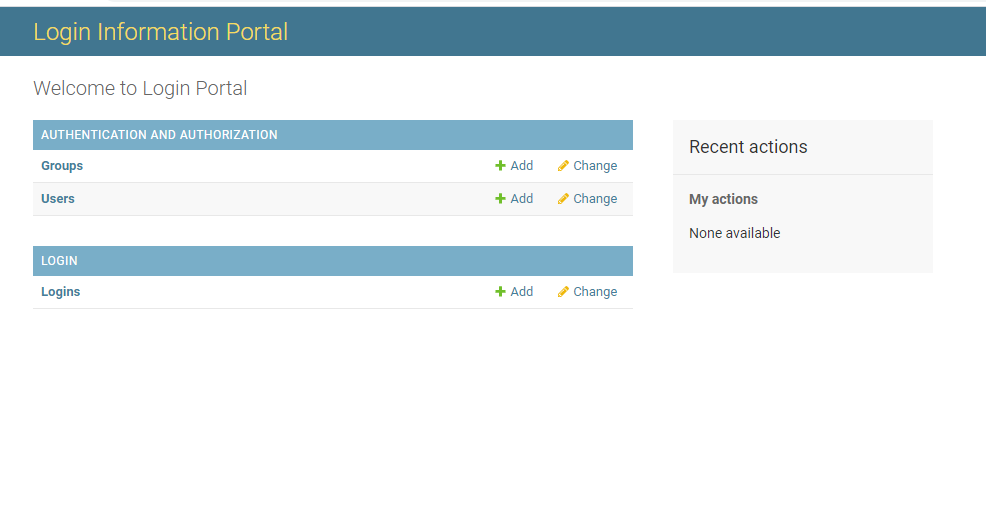 Login Information Portal
Welcome to Login Portal
AUTHENTICATION AND AUTHORIZATION
Groups Add Change
Users Add Change
LOGIN
Logins Add Change
Recent actions
My actions
None available